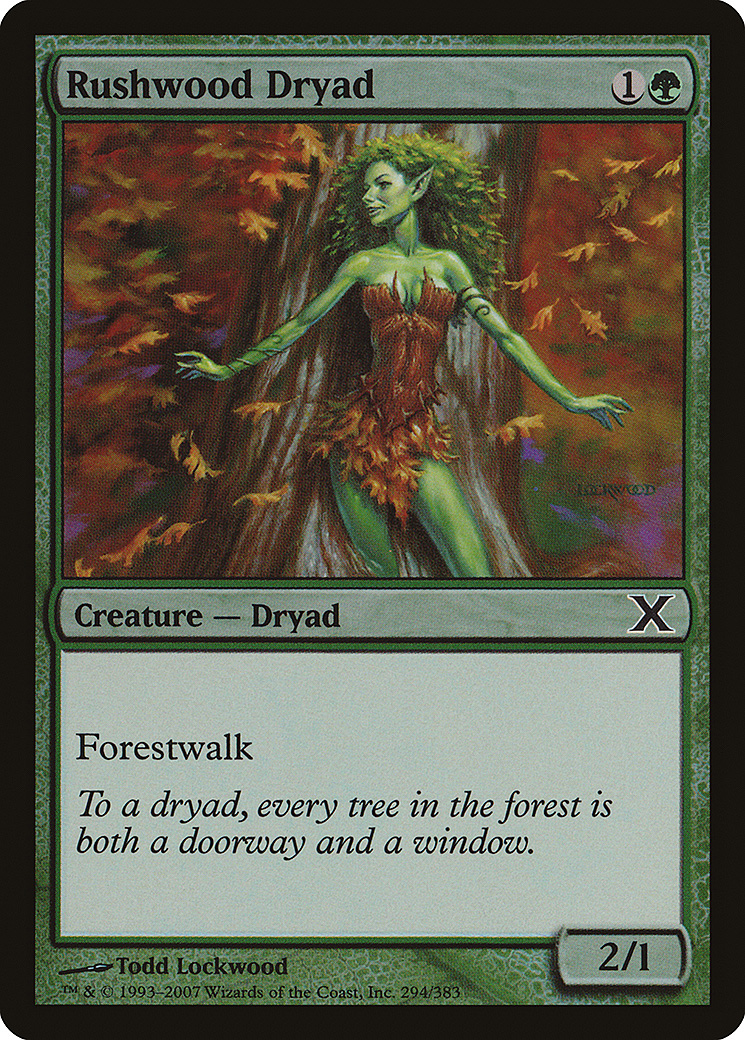 Rushwood Dryad 1
LOCKWOOD
Creature — Dryad X
Forestwalk
To a dryad, every tree in the forest is
both a doorway and a window.
2/1
Todd Lockwood
™ & © 1993–2007 Wizards of the Coast, Inc. 294/383